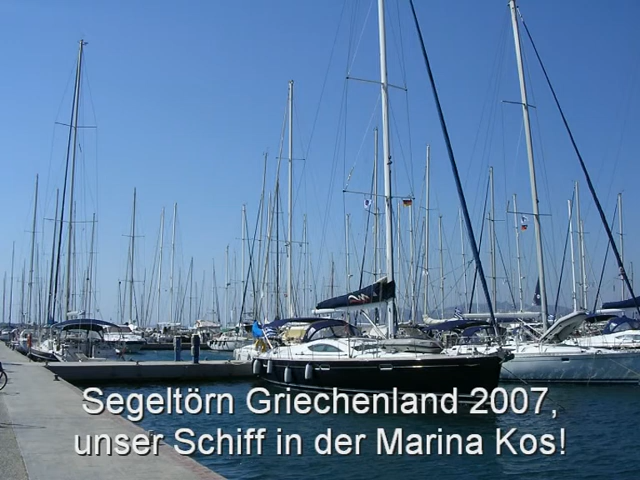 Segeltörn Griechenland 2007,
unser Schiff in der Marina Kos!